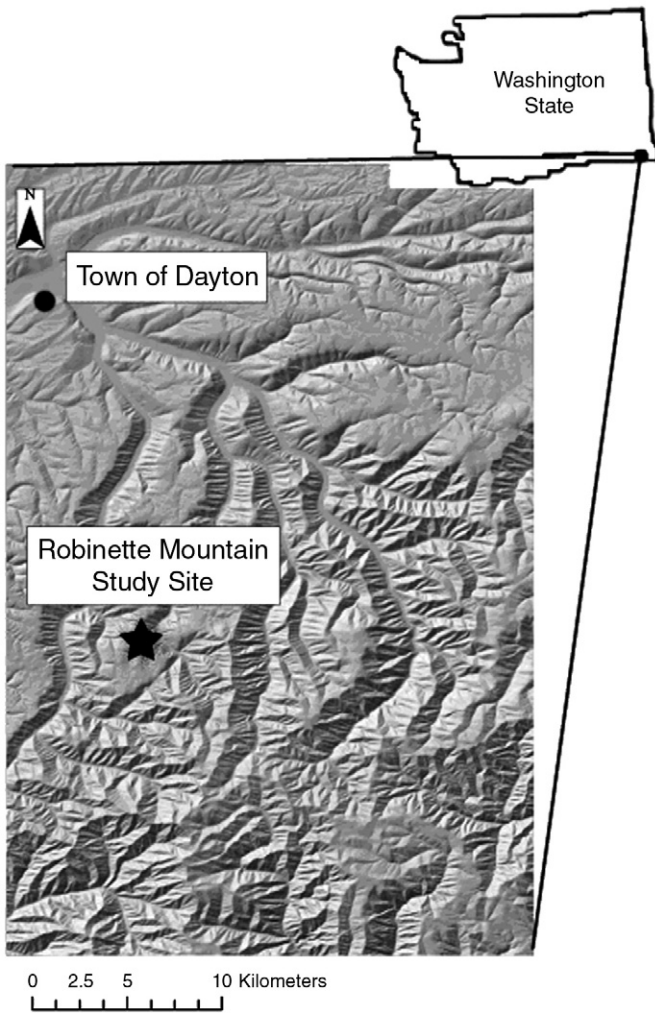 Washington
State
N
Town of Dayton
Robinette Mountain
Study Site
0 2.5 5 10 Kilometers